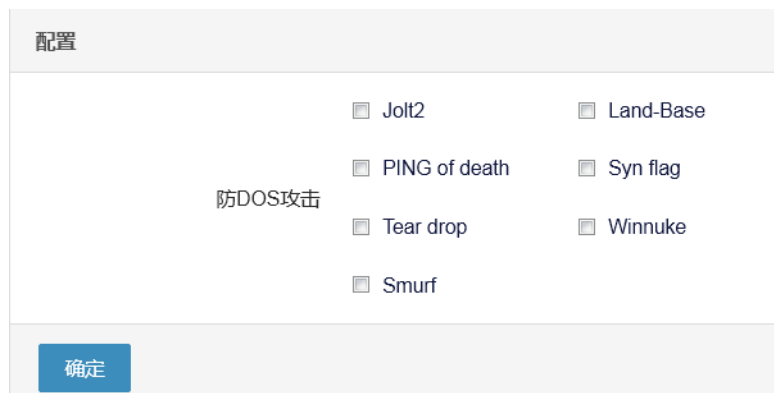 配置
Jolt2 Land-Base
PING of death Syn flag
防DOS攻击
Tear drop Winnuke
Smurf
确定